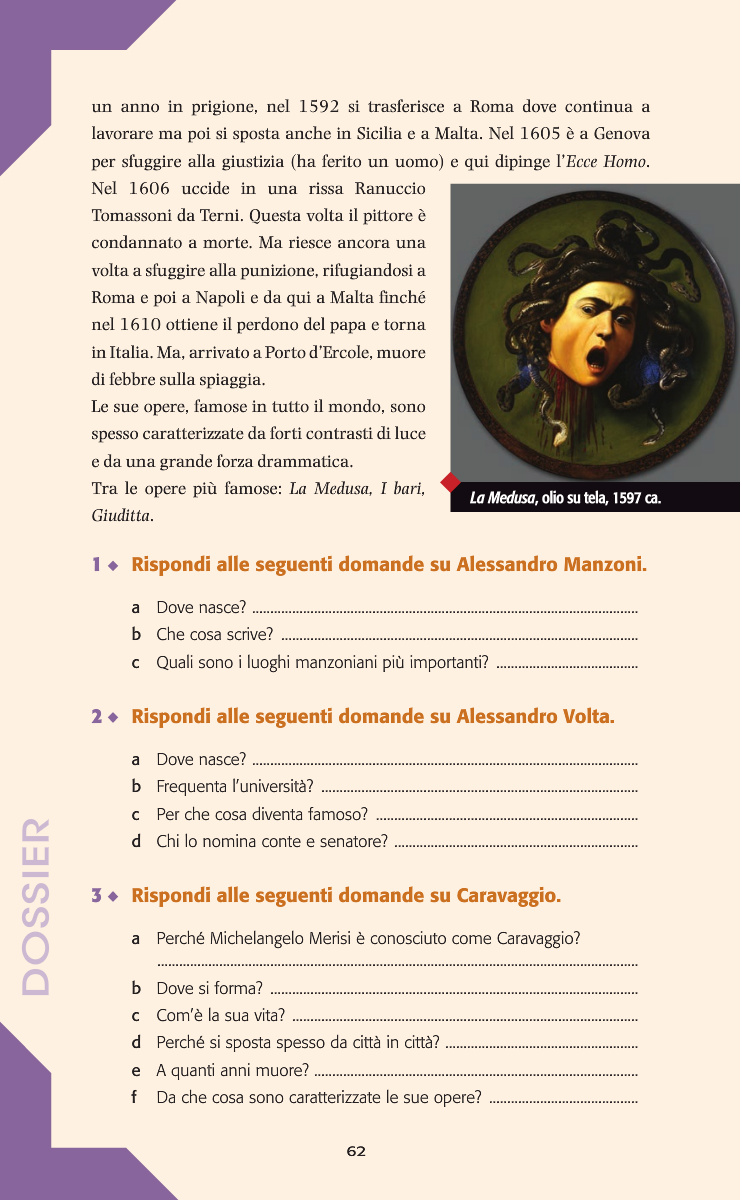 un anno in prigione, nel 1592 si trasferisce a Roma dove continua a
lavorare ma poi si sposta anche in Sicilia e a Malta. Nel 1605 è a Genova
per sfuggire alla giustizia (ha ferito un uomo) e qui dipinge l'Ecce Homo.
Nel 1606 uccide in una rissa Ranuccio
Tomassoni da Terni. Questa volta il pittore è
condannato a morte. Ma riesce ancora una
volta a sfuggire alla punizione, rifugiandosi a
Roma e poi a Napoli e da qui a Malta finché
nel 1610 ottiene il perdono del papa e torna
in Italia. Ma, arrivato a Porto d'Ercole, muore
di febbre sulla spiaggia.
Le sue opere, famose in tutto il mondo, sono
spesso caratterizzate da forti contrasti di luce
e da una grande forza drammatica.
Tra le opere più famose: La Medusa, I bari,
Giuditta.
La Medusa, olio su tela, 1597 ca.
1 ◆ Rispondi alle seguenti domande su Alessandro Manzoni.
a Dove nasce? ........................................
b Che cosa scrive? ........................................
c Quali sono i luoghi manzoniani più importanti? ........................................
2 ◆ Rispondi alle seguenti domande su Alessandro Volta.
a Dove nasce? ........................................
b Frequenta l'università? ........................................
c Per che cosa diventa famoso? ........................................
d Chi lo nomina conte e senatore? ........................................
3 ◆ Rispondi alle seguenti domande su Caravaggio.
a Perché Michelangelo Merisi è conosciuto come Caravaggio?
........................................
b Dove si forma? ........................................
c Com'è la sua vita? ........................................
d Perché si sposta spesso da città in città? ........................................
e A quanti anni muore? ........................................
f Da che cosa sono caratterizzate le sue opere? ........................................
DOSSIER
62